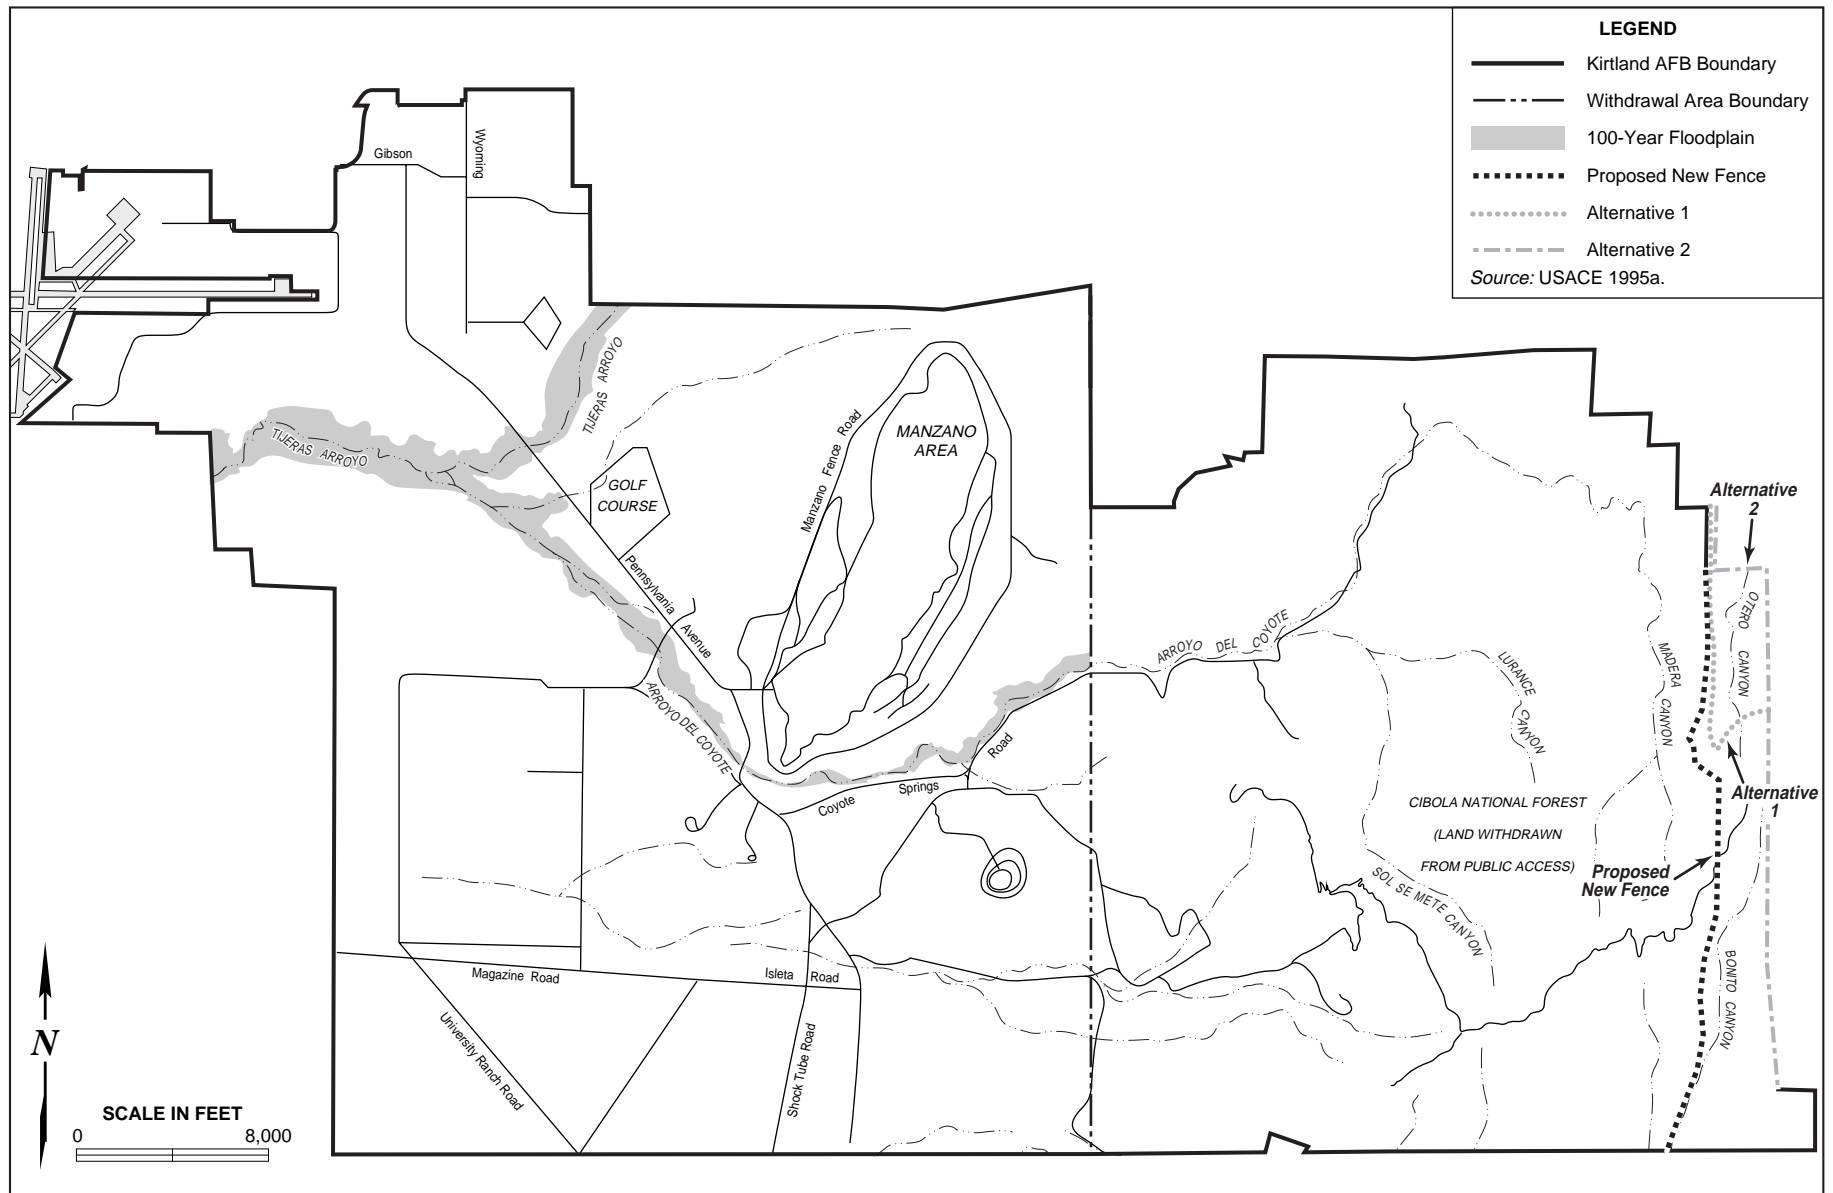 LEGEND
Kirtland AFB Boundary
Withdrawal Area Boundary
100-Year Floodplain
Proposed New Fence
Alternative 1
Alternative 2
Source: USACE 1995a.
Gibson
Wyoming
TIJERAS ARROYO
TIJERAS ARROYO
GOLF
COURSE
Manzano Fence Road
MANZANO
AREA
Pennsylvania
Avenue
ARROYO DEL COYOTE
ARROYO DEL COYOTE
Coyote
Springs
Road
LURANCE
CANYON
MADERA
CANYON
OTERO
CANYON
Alternative
2
Alternative
1
CIBOLA NATIONAL FOREST
(LAND WITHDRAWN
FROM PUBLIC ACCESS)
Proposed
New Fence
SOL SE METE CANYON
BONITO CANYON
Magazine Road
Isleta Road
University Ranch Road
Shock Tube Road
N
SCALE IN FEET
0
8,000